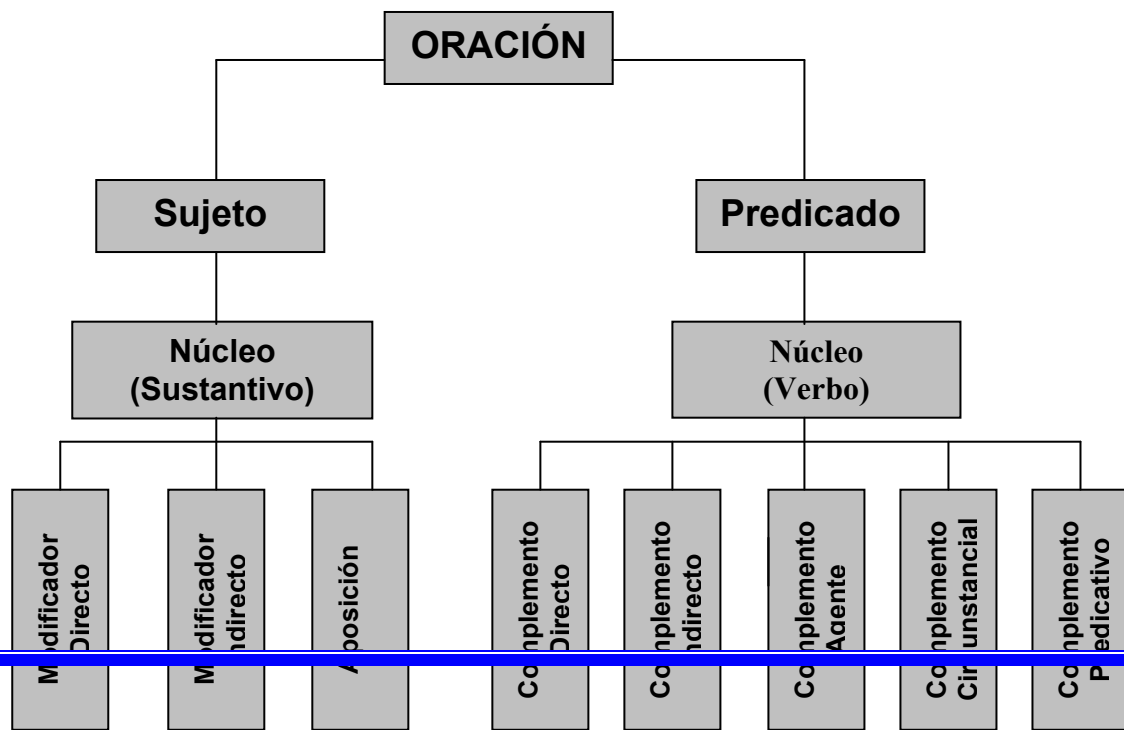 ORACIÓN
Sujeto
Predicado
Núcleo
(Sustantivo)
Núcleo
(Verbo)
Modificador
Directo
Modificador
Indirecto
Aposición
Complemento
Directo
Complemento
Indirecto
Complemento
Agente
Complemento
Circunstancial
Complemento
Predicativo